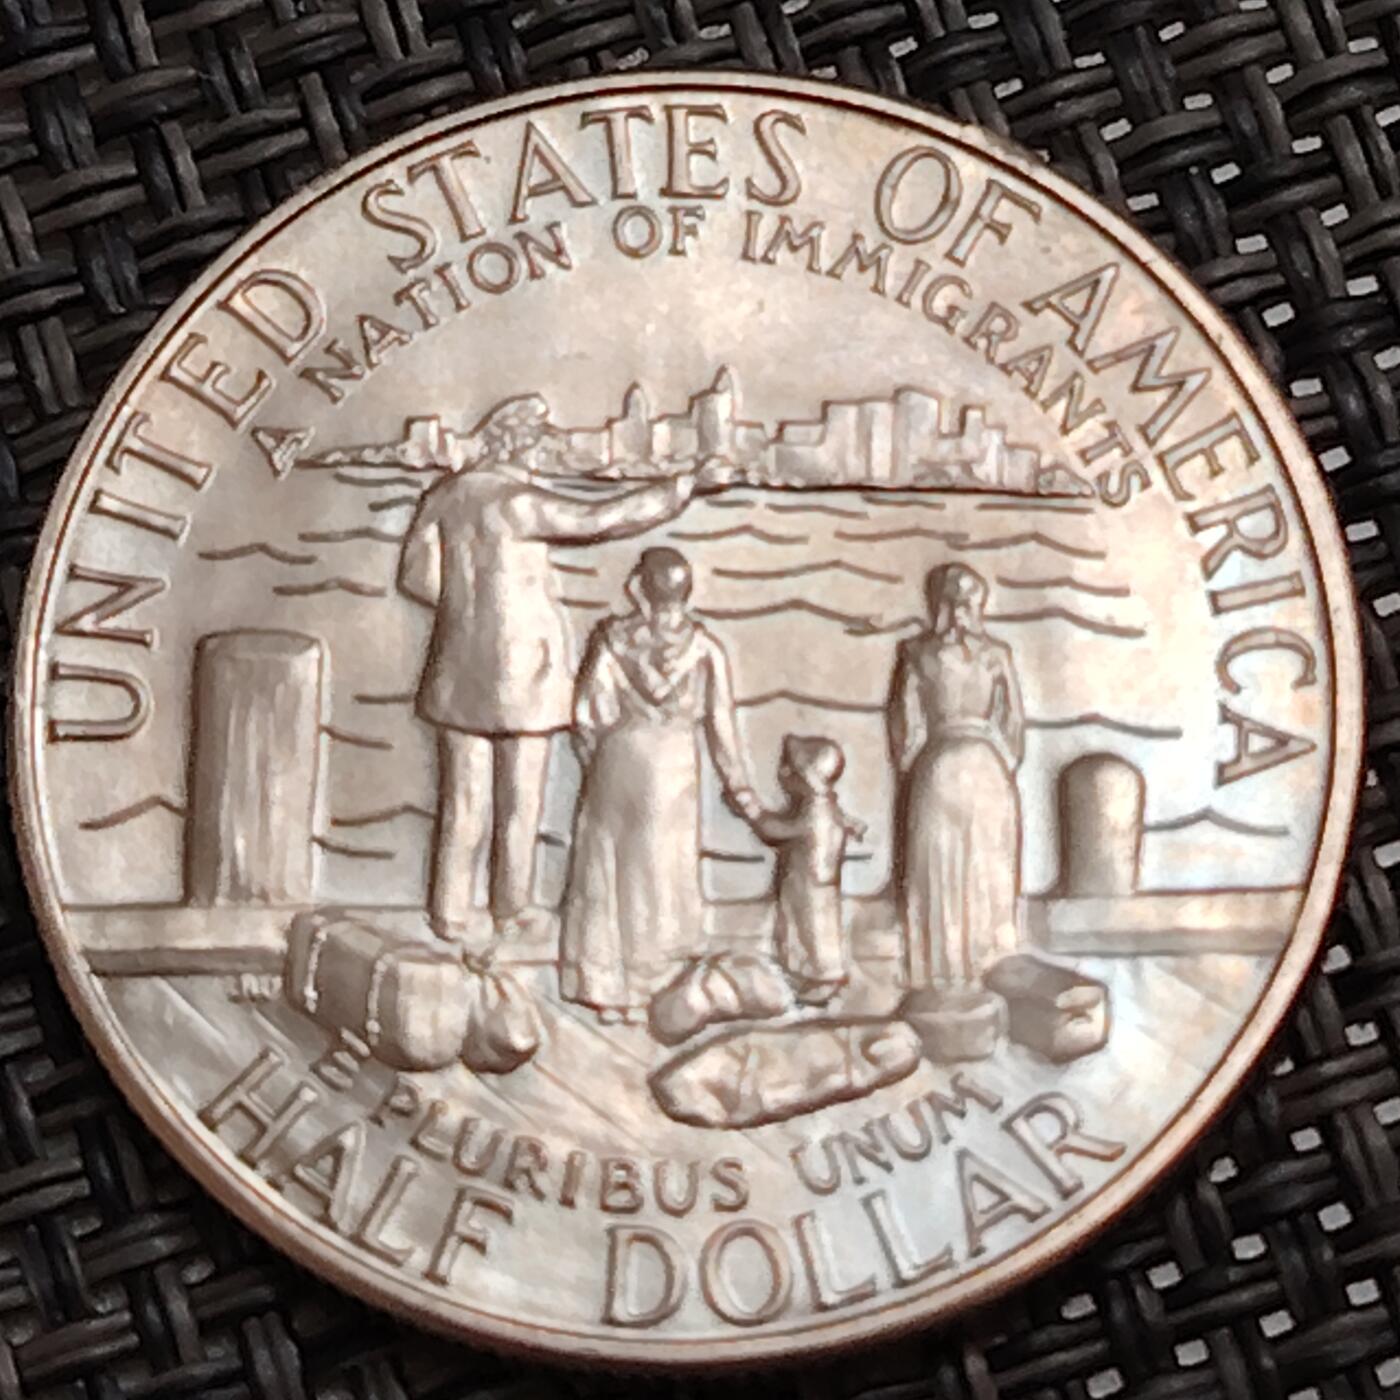 UNITED STATES OF AMERICA
A NATION OF IMMIGRANTS
E PLURIBUS UNUM
HALF DOLLAR